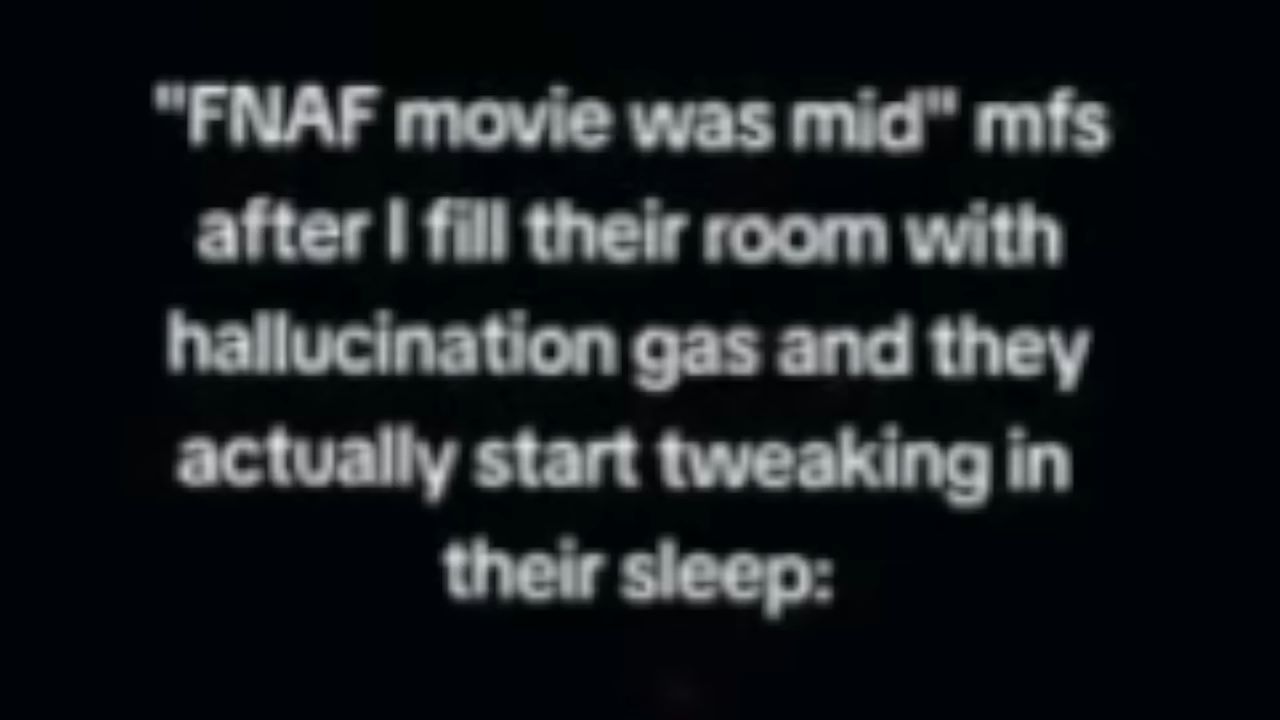 "FNAF movie was mid" mfs
after I fill their room with
hallucination gas and they
actually start tweaking in
their sleep: